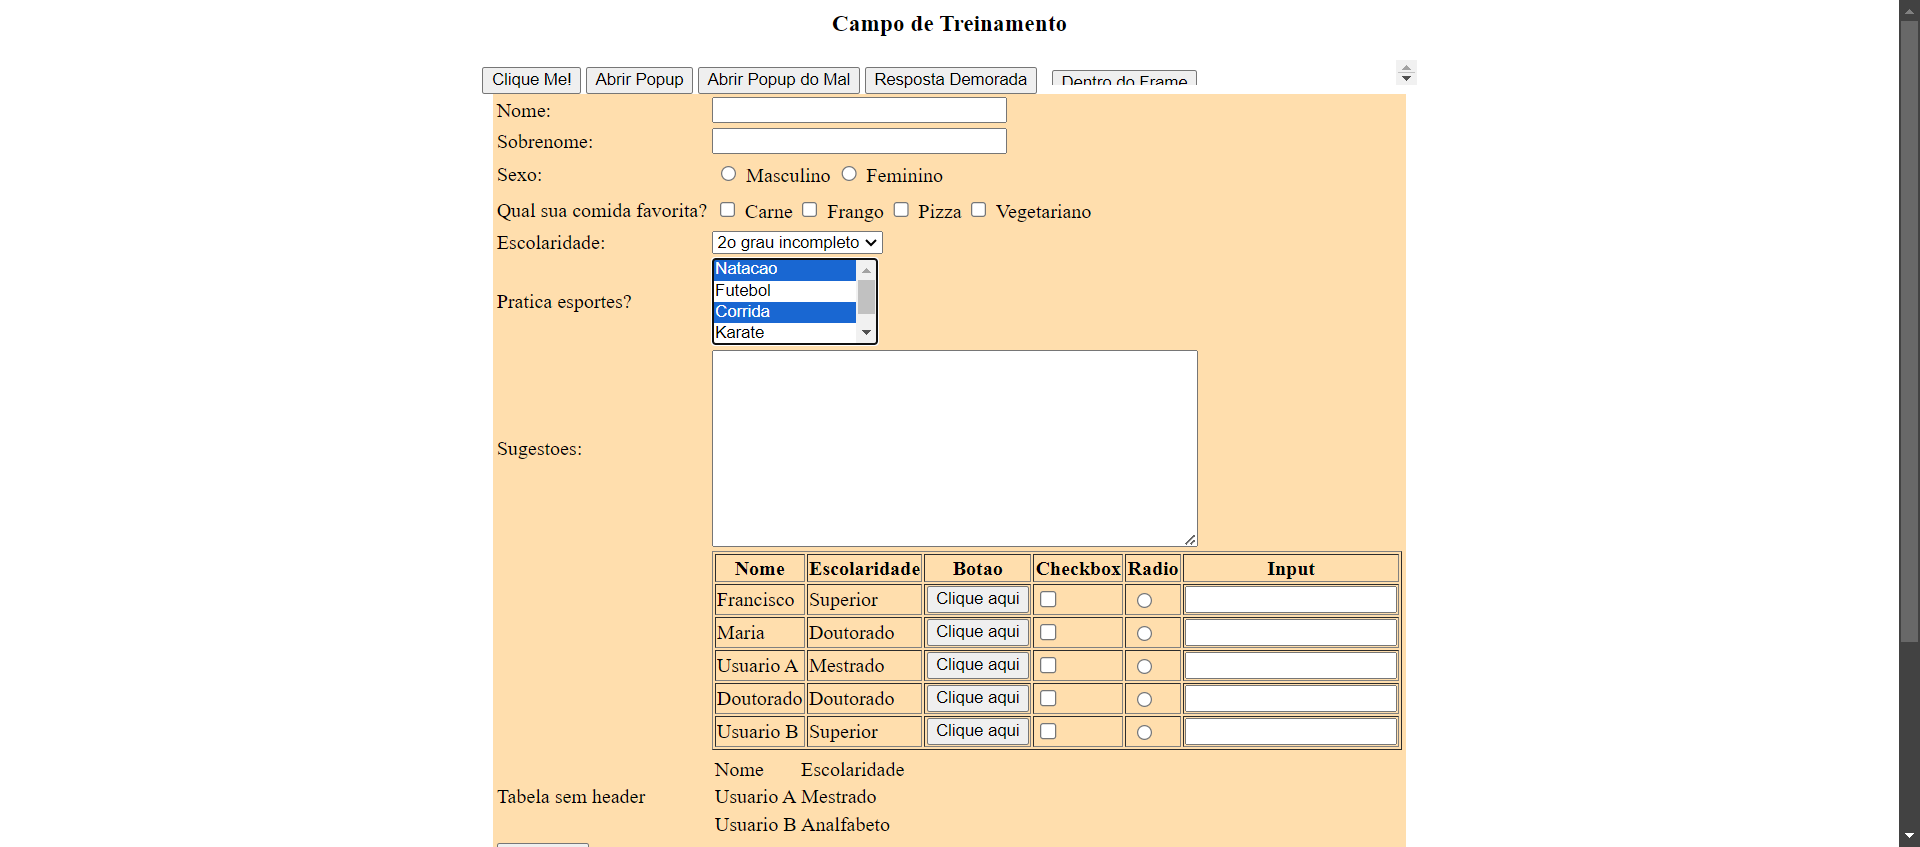 Campo de Treinamento
Clique Me! Abrir Popup Abrir Popup do Mal Resposta Demorada Dentro do Frame
Nome:
Sobrenome:
Sexo: Masculino Feminino
Qual sua comida favorita? Carne Frango Pizza Vegetariano
Escolaridade: 2o grau incompleto
Natacao
Futebol
Pratica esportes?
Corrida
Karate
Sugestoes:
Nome Escolaridade Botao Checkbox Radio Input
Francisco Superior Clique aqui
Maria Doutorado Clique aqui
Usuario A Mestrado Clique aqui
Doutorado Doutorado Clique aqui
Usuario B Superior Clique aqui
Nome Escolaridade
Tabela sem header Usuario A Mestrado
Usuario B Analfabeto